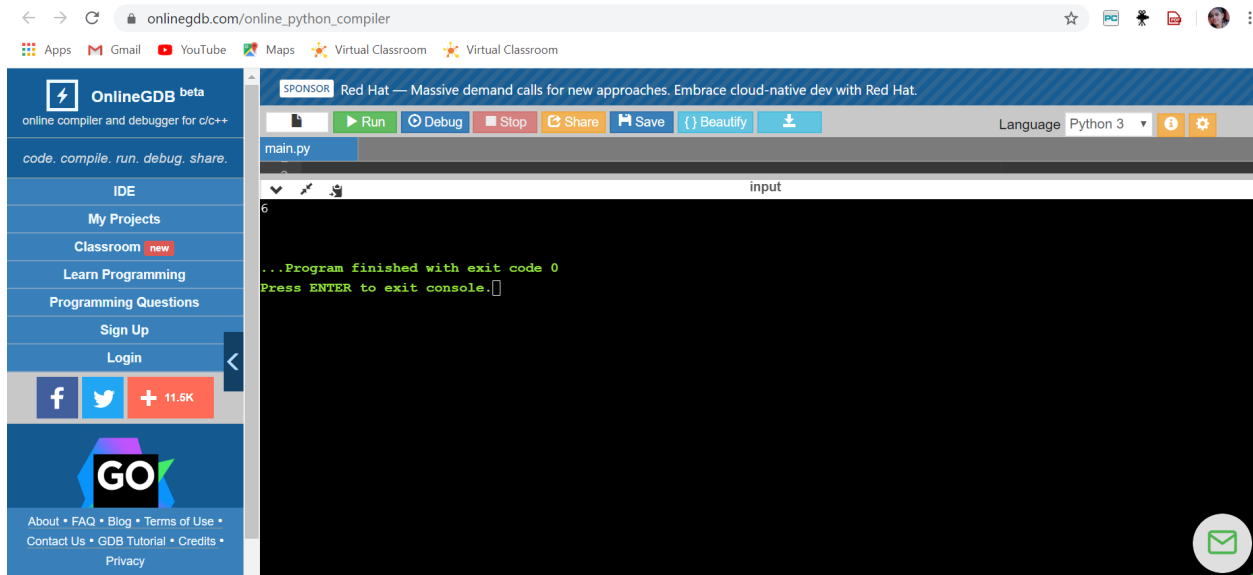 onlinegdb.com/online_python_compiler
PC
Apps Gmail YouTube Maps Virtual Classroom Virtual Classroom
OnlineGDB beta
online compiler and debugger for c/c++
code. compile. run. debug. share.
IDE
My Projects
Classroom new
Learn Programming
Programming Questions
Sign Up
Login
f + 11.5K
GO
About • FAQ • Blog • Terms of Use •
Contact Us • GDB Tutorial • Credits •
Privacy
SPONSOR Red Hat — Massive demand calls for new approaches. Embrace cloud-native dev with Red Hat.
Run Debug Stop Share Save { } Beautify Language Python 3
main.py
input
6
...Program finished with exit code 0
Press ENTER to exit console.